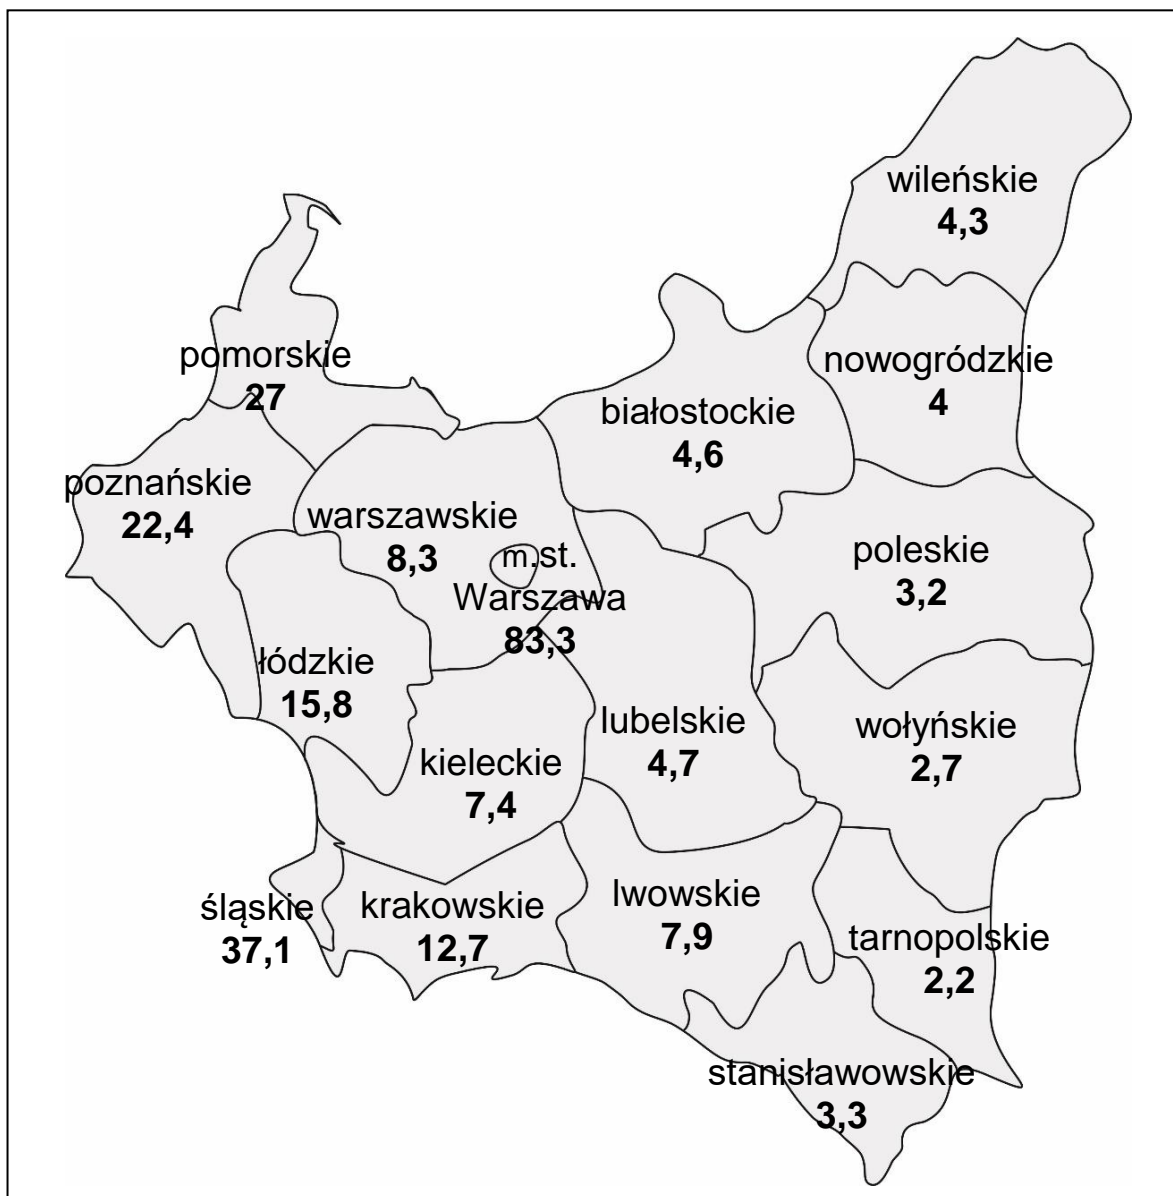 wileńskie
4,3
pomorskie
27
nowogródzkie
4
białostockie
4,6
poznańskie
22,4
warszawskie
8,3
m.st.
Warszawa
83,3
poleskie
3,2
łódzkie
15,8
lubelskie
4,7
wołyńskie
2,7
kieleckie
7,4
śląskie
37,1
krakowskie
12,7
lwowskie
7,9
tarnopolskie
2,2
stanisławowskie
3,3